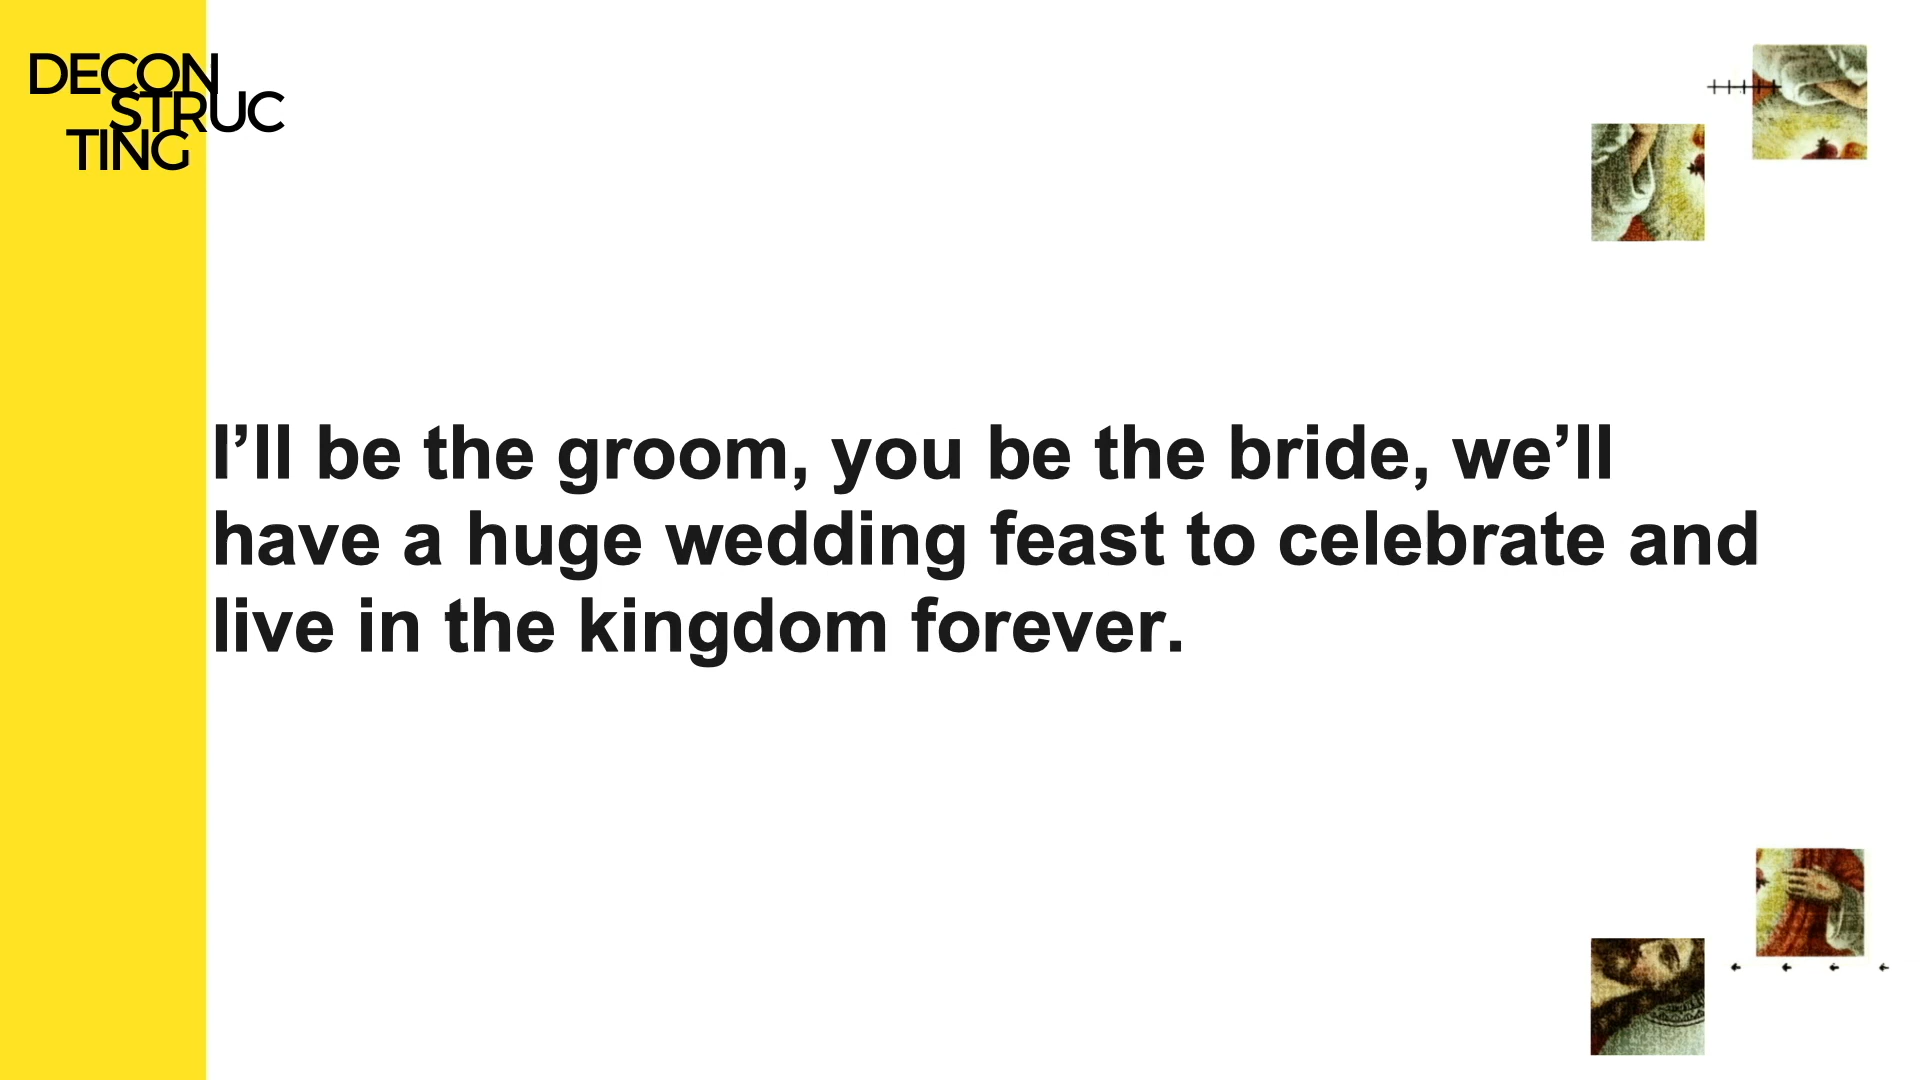 DECON
STRUC
TING
I’ll be the groom, you be the bride, we’ll
have a huge wedding feast to celebrate and
live in the kingdom forever.